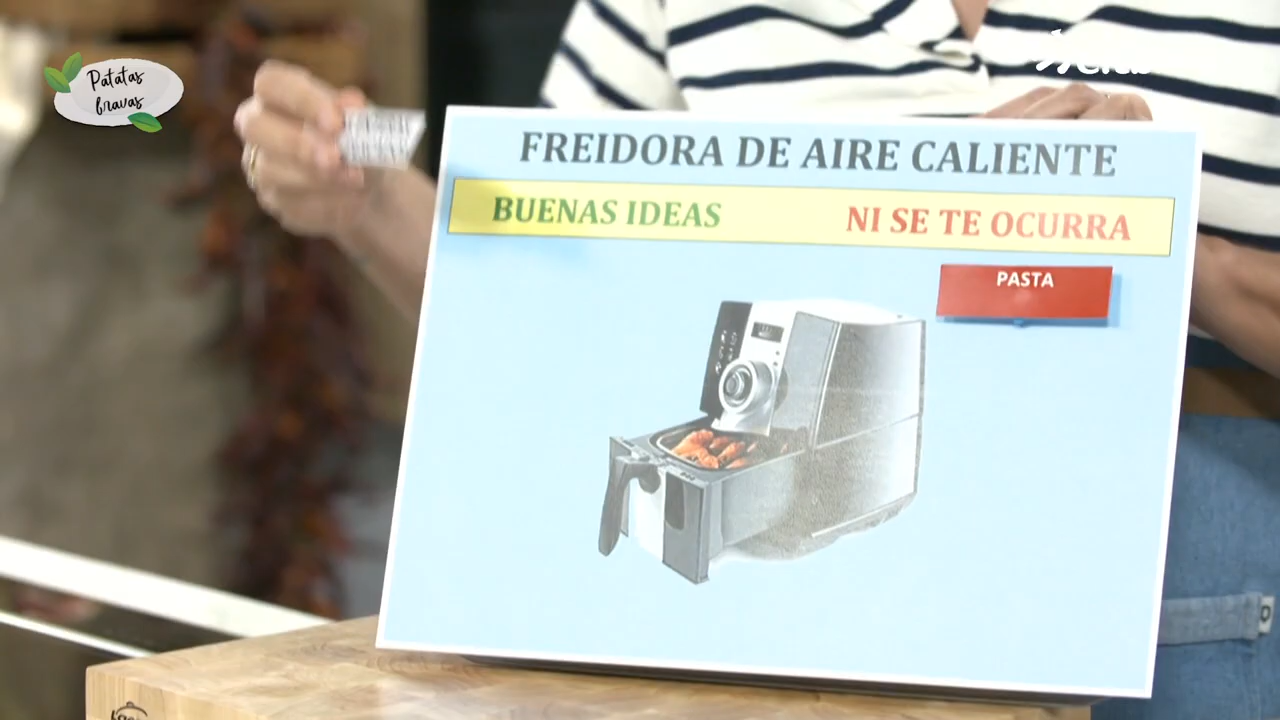 Patatas
bravas
FREIDORA DE AIRE CALIENTE
BUENAS IDEAS
NI SE TE OCURRA
PASTA